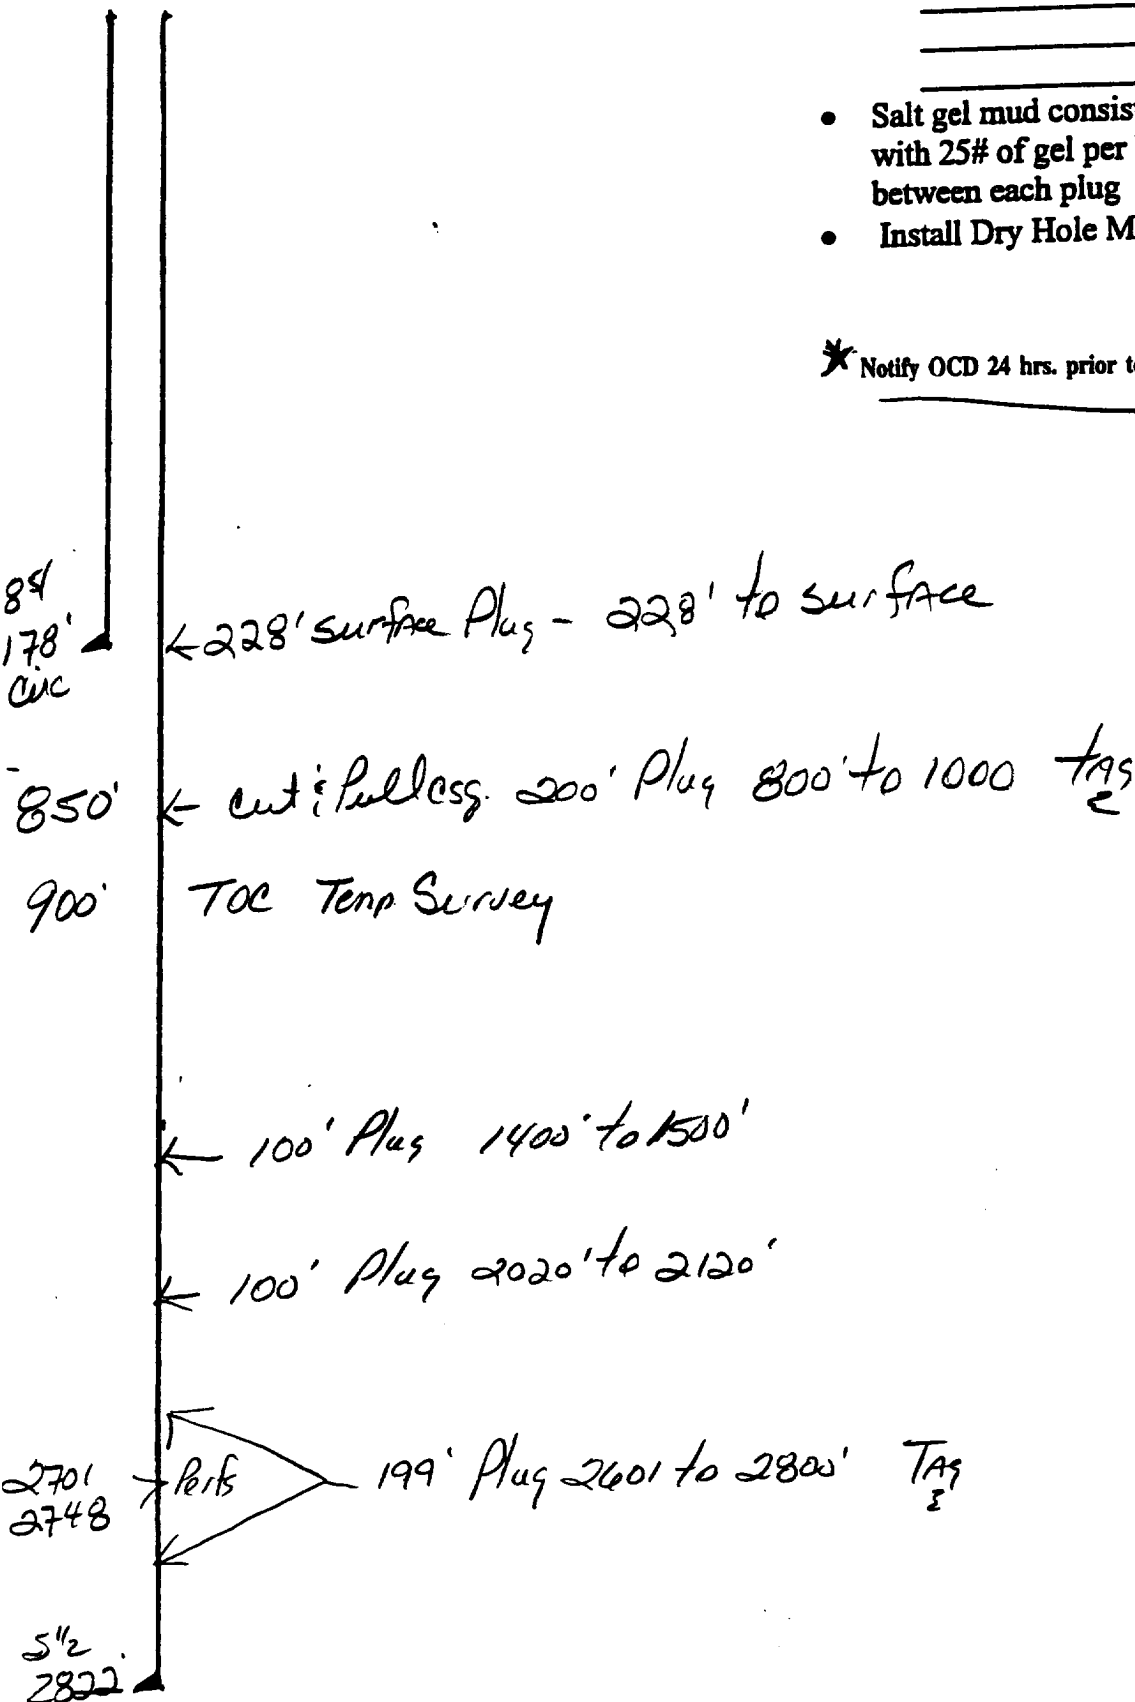 • Salt gel mud consis
with 25# of gel per
between each plug
• Install Dry Hole M
* Notify OCD 24 hrs. prior t
178'
Circ
←228' surface Plug - 228' to surface
850' ← cut & Pull csg. 200' Plug 800' to 1000 tag
900' TOC Temp Survey
← 100' Plug 1400' to 1500'
← 100' Plug 2020' to 2120'
2701
2748
Perfs
199' Plug 2601 to 2800' TAg
5 1/2
2822'